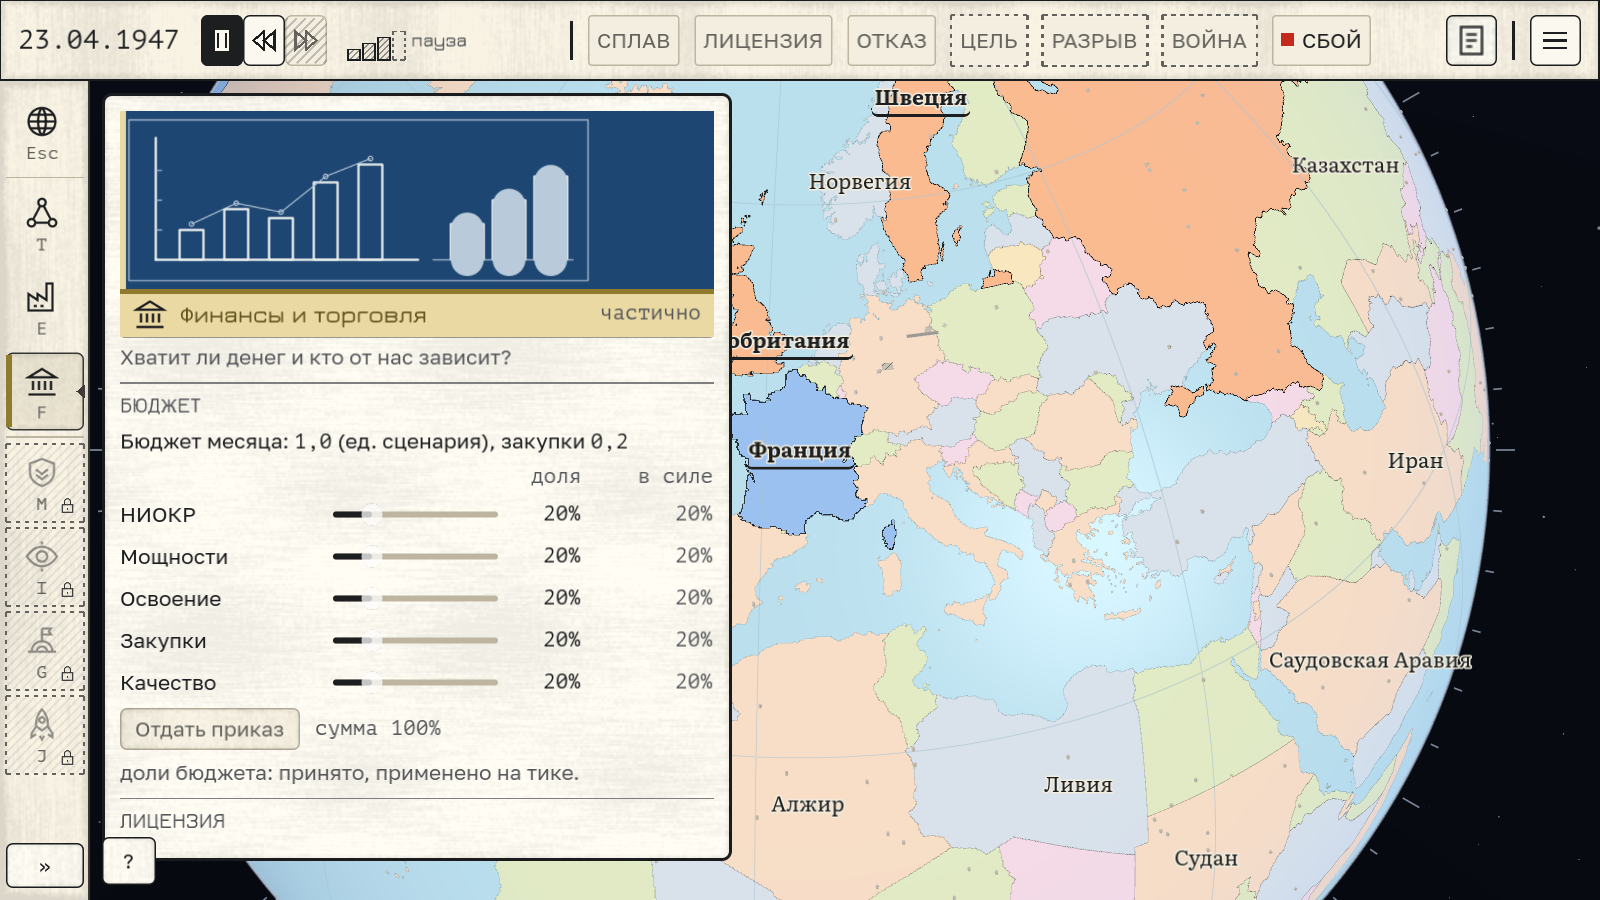 23.04.1947
пауза
СПЛАВ
ЛИЦЕНЗИЯ
ОТКАЗ
ЦЕЛЬ
РАЗРЫВ
ВОЙНА
СБОЙ
Esc
T
E
F
M
I
G
J
»
?
Финансы и торговля
частично
Хватит ли денег и кто от нас зависит?
БЮДЖЕТ
Бюджет месяца: 1,0 (ед. сценария), закупки 0,2
доля в силе
НИОКР 20% 20%
Мощности 20% 20%
Освоение 20% 20%
Закупки 20% 20%
Качество 20% 20%
Отдать приказ сумма 100%
доли бюджета: принято, применено на тике.
ЛИЦЕНЗИЯ
Швеция
Норвегия
Казахстан
обритания
Франция
Иран
Саудовская Аравия
Ливия
Алжир
Судан